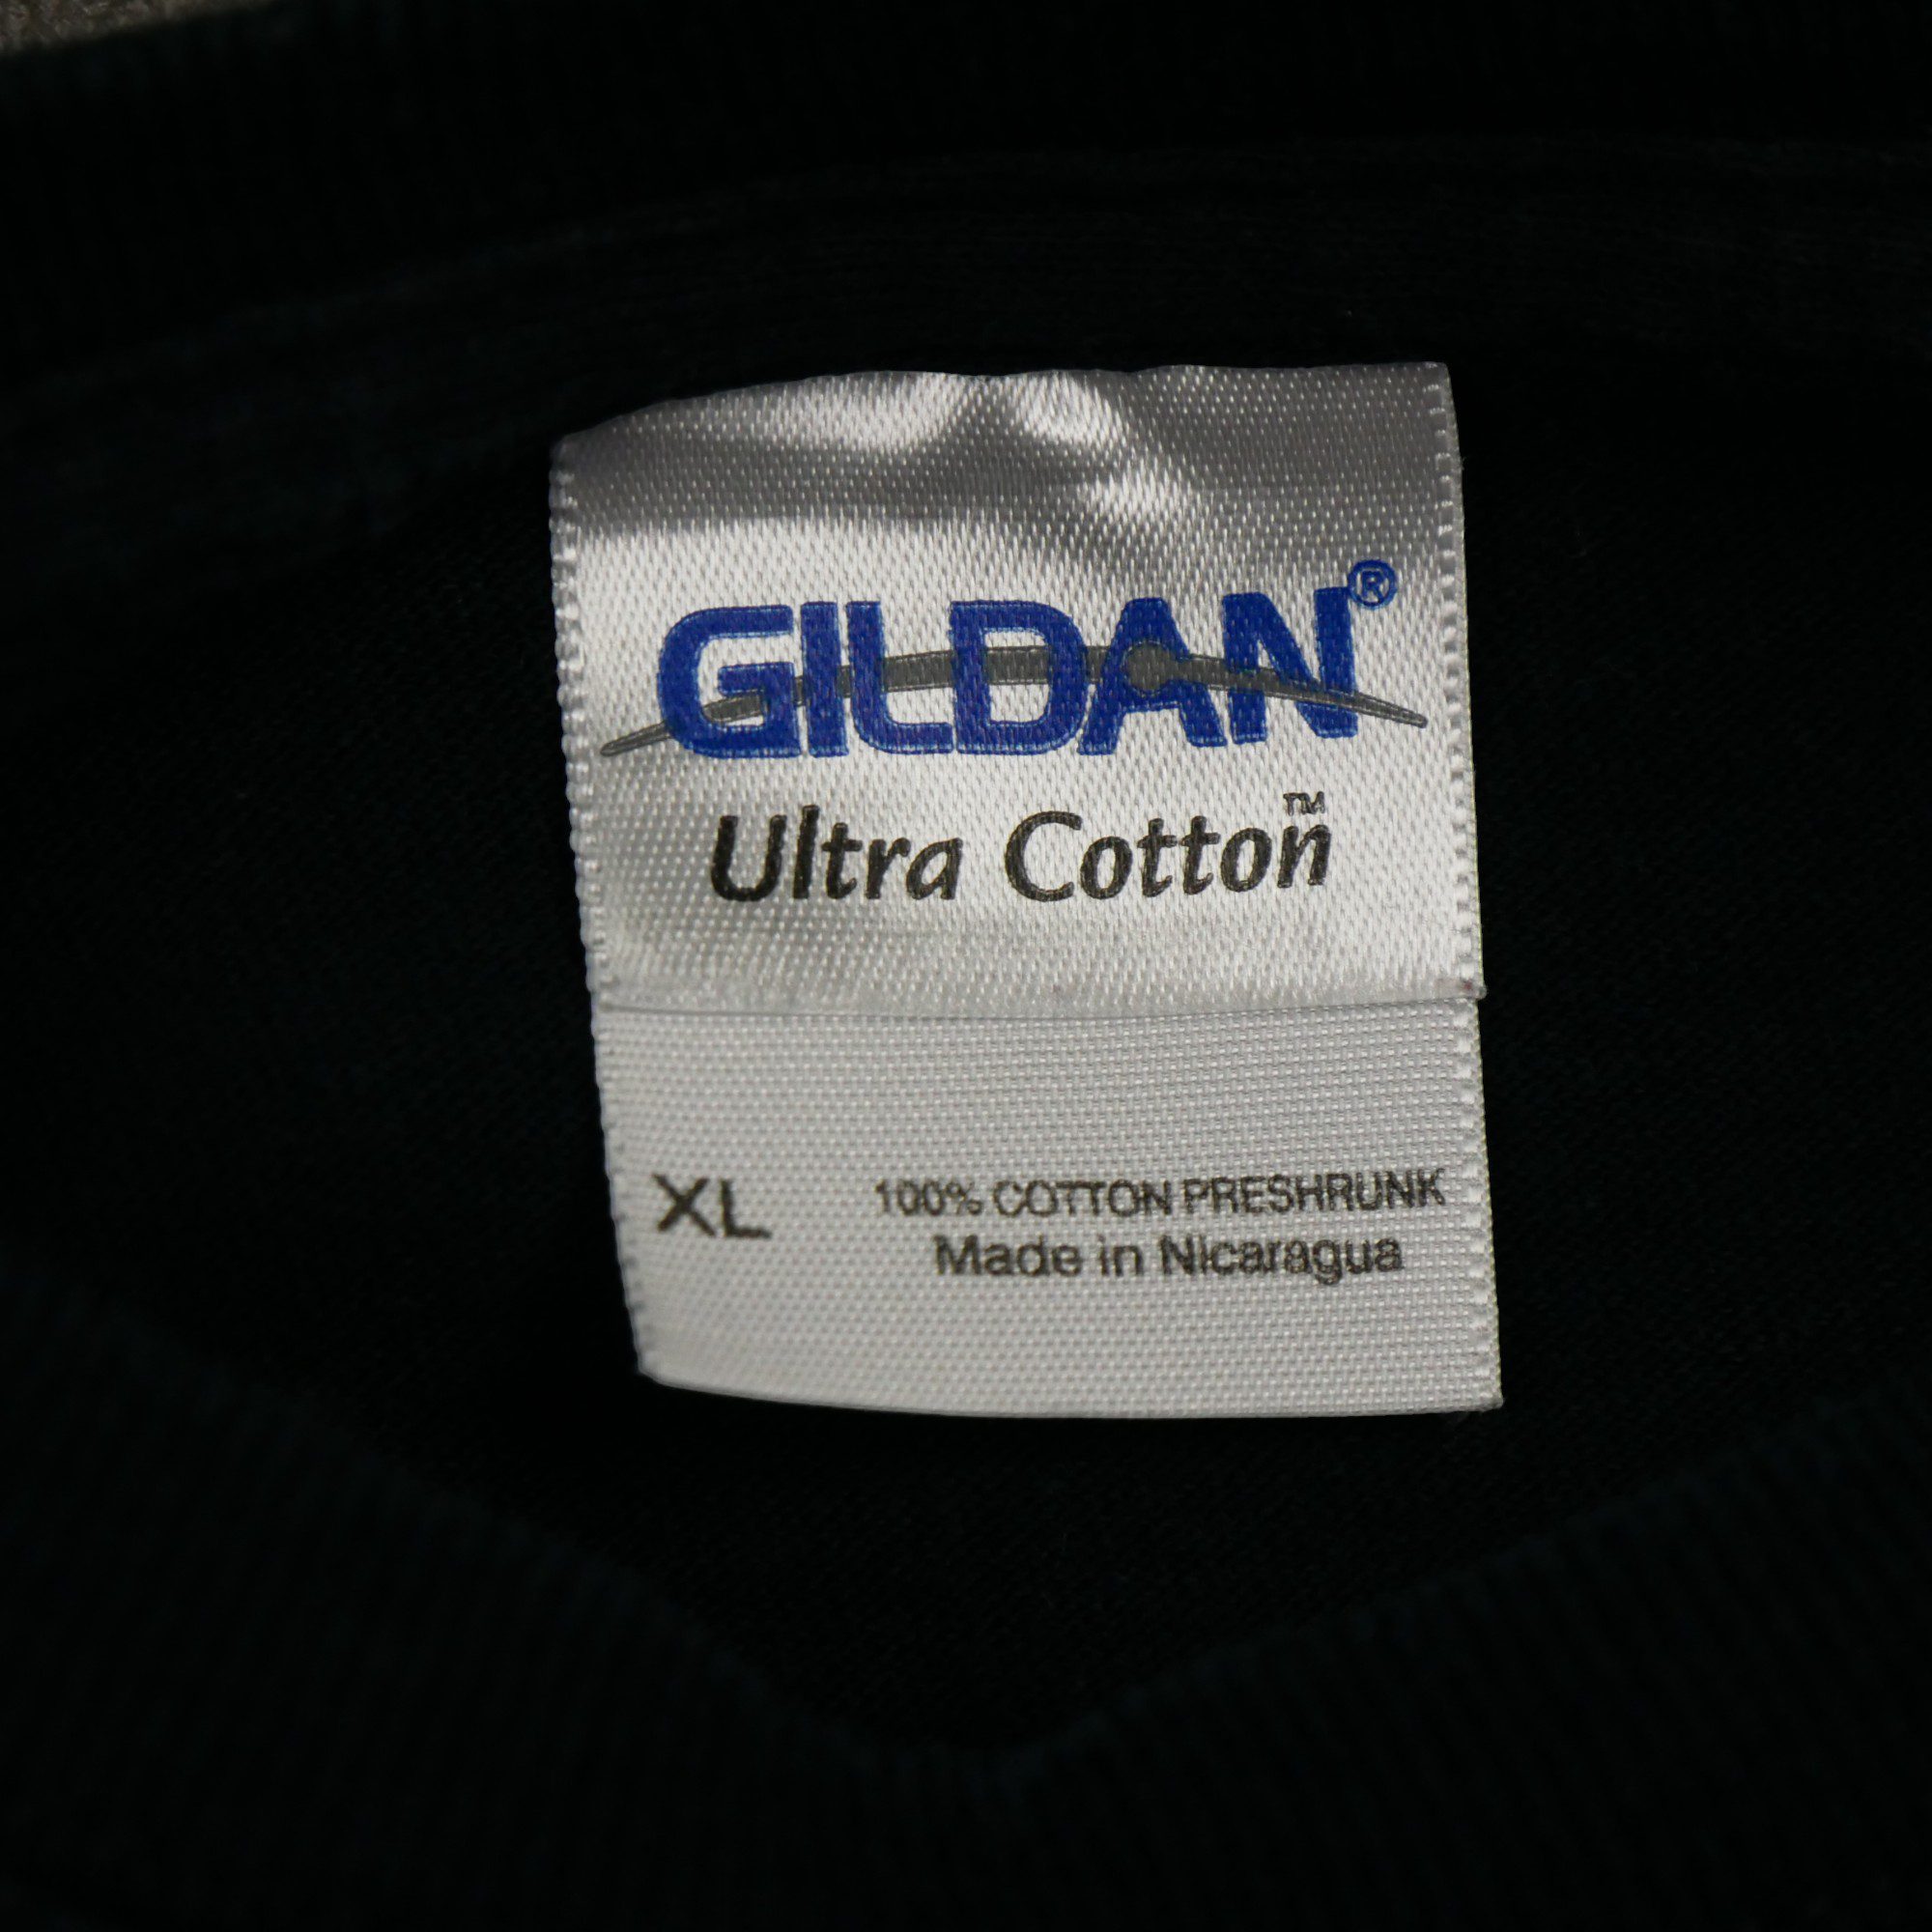 GILDAN®
Ultra Cotton™
XL 100% COTTON PRESHRUNK
Made in Nicaragua